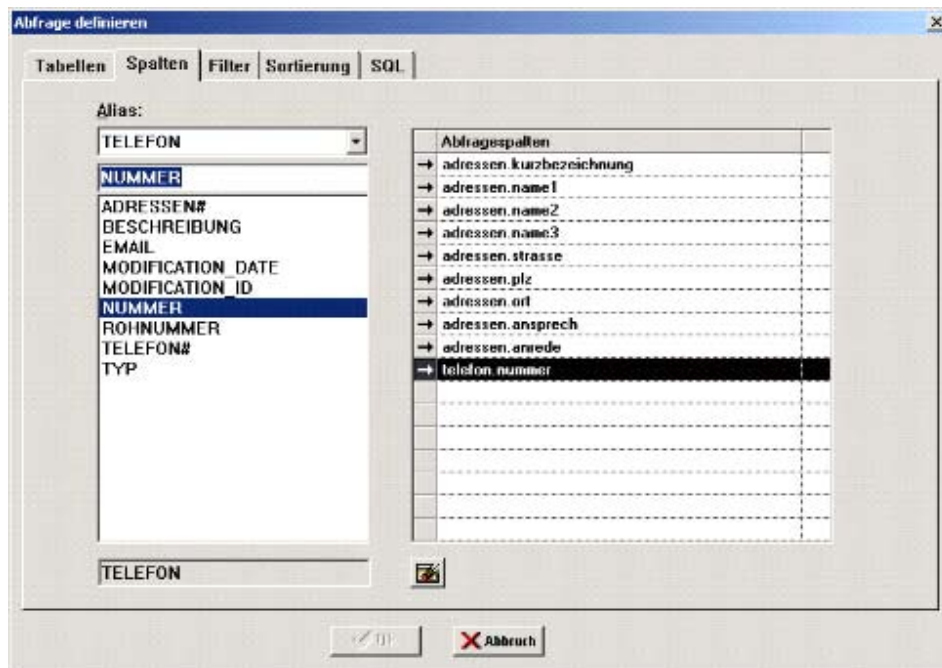 Abfrage definieren
Tabellen Spalten Filter Sortierung SQL
Alias:
TELEFON
NUMMER
ADRESSEN#
BESCHREIBUNG
EMAIL
MODIFICATION_DATE
MODIFICATION_ID
NUMMER
ROHNUMMER
TELEFON#
TYP
TELEFON
Abfragespalten
adressen.kurzbezeichnung
adressen.name1
adressen.name2
adressen.name3
adressen.strasse
adressen.plz
adressen.ort
adressen.ansprech
adressen.anrede
telefon.nummer
Abbruch